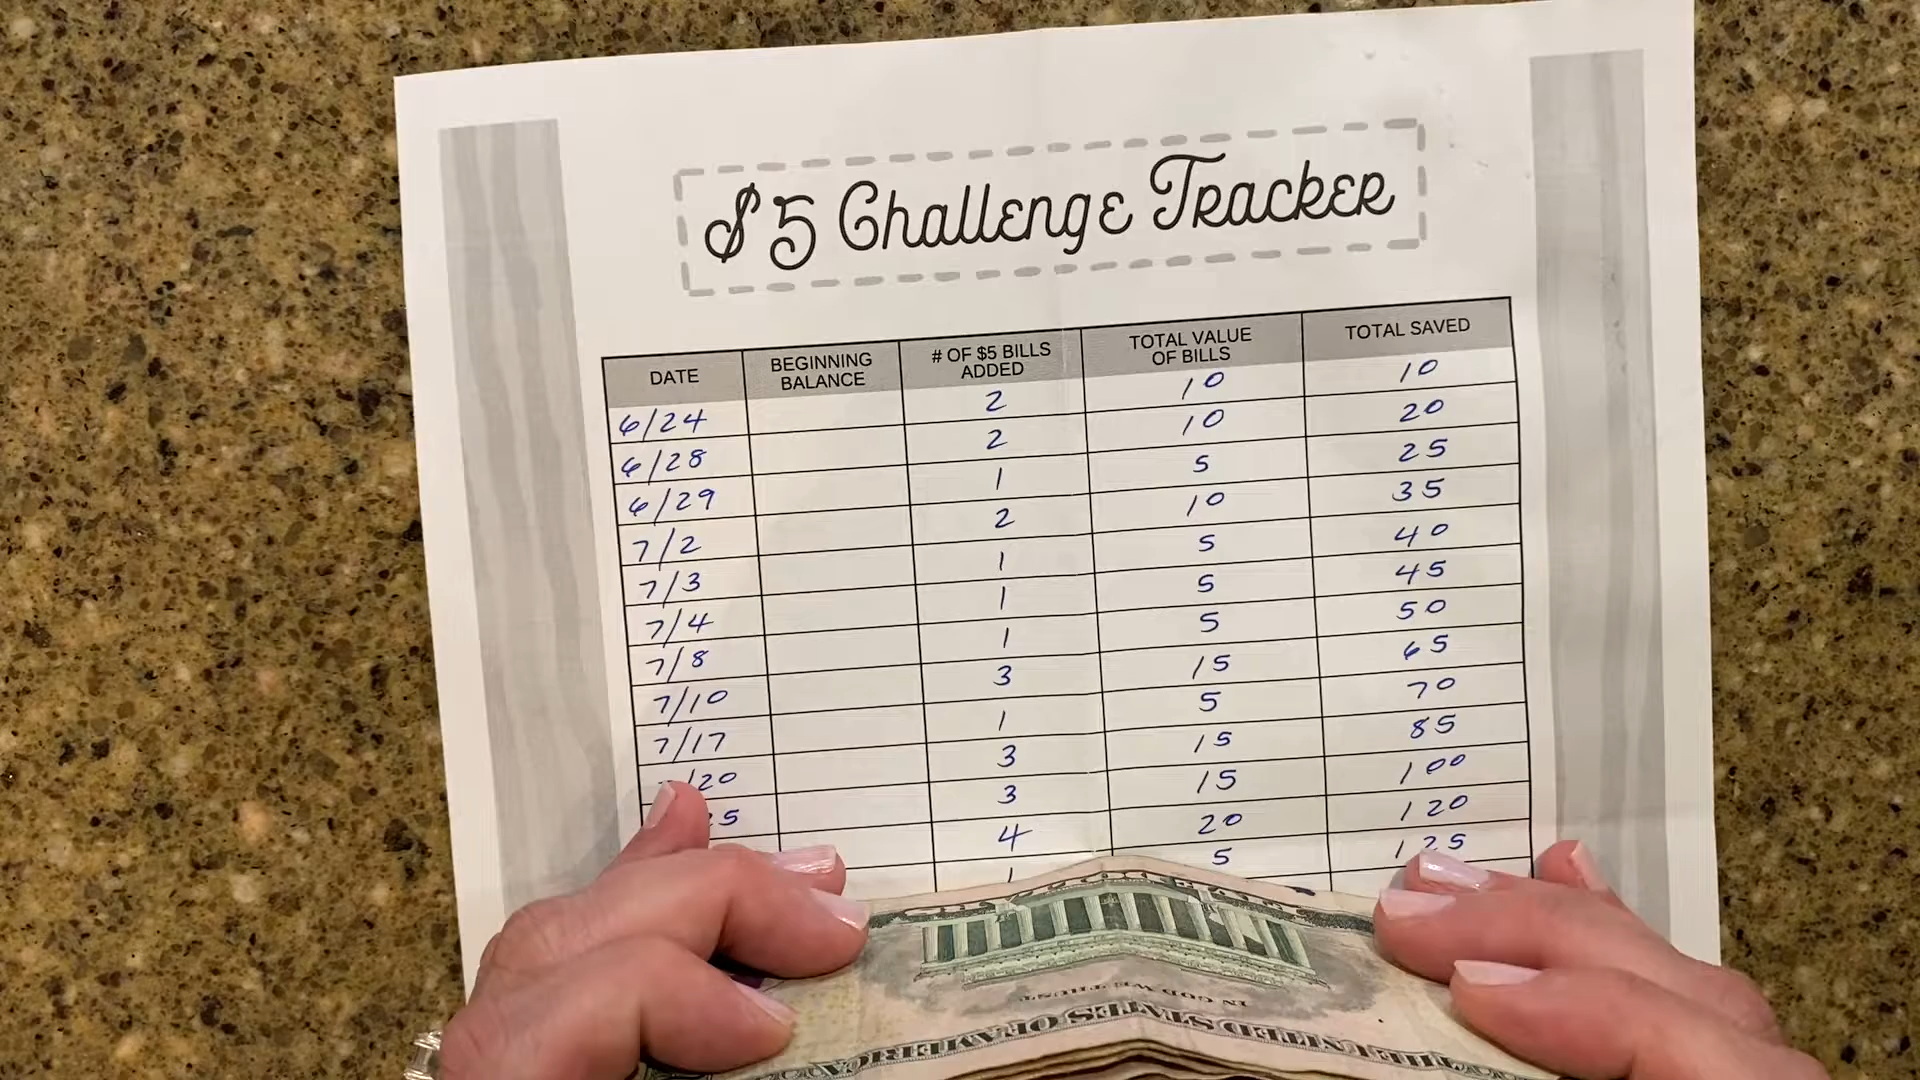 $5 Challenge Tracker
DATE BEGINNING BALANCE # OF $5 BILLS ADDED TOTAL VALUE OF BILLS TOTAL SAVED
6/24 2 10 10
6/28 2 10 20
6/29 1 5 25
7/2 2 10 35
7/3 1 5 40
7/4 1 5 45
7/8 1 5 50
7/10 3 15 65
7/17 1 5 70
/20 3 15 85
25 3 15 100
4 20 120
1 5 125
IN GOD WE TRUST
THE UNITED STATES OF AMERICA